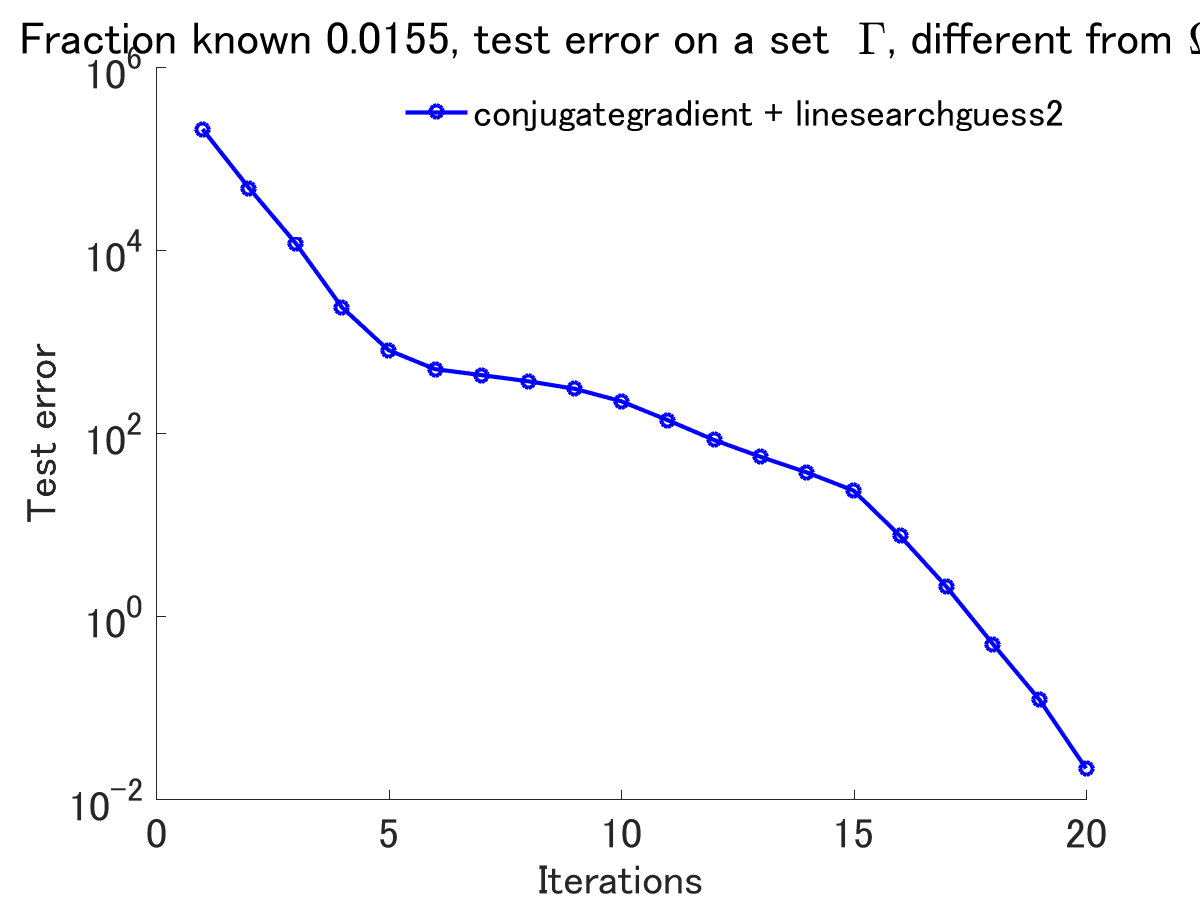 Fraction known 0.0155, test error on a set Γ, different from Ω
10^6
conjugategradient + linesearchguess2
10^4
10^2
10^0
10^-2
Test error
0 5 10 15 20
Iterations